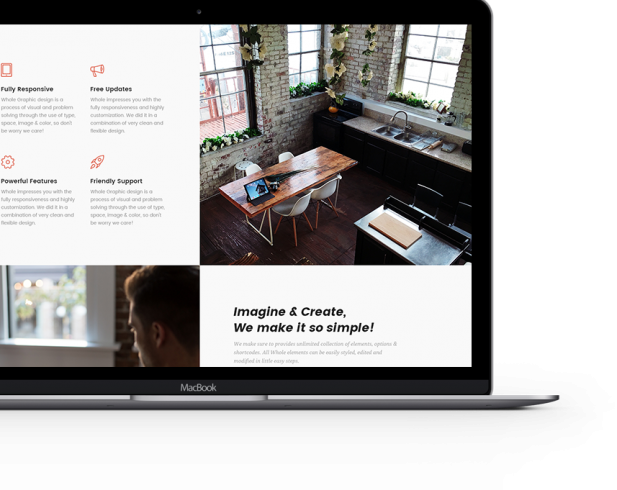 Fully Responsive
Whole Graphic design is a
process of visual and problem
solving through the use of type,
space, image & color, so don't
be worry we care!
Free Updates
Whole impresses you with the
fully responsiveness and highly
customization. We did it in a
combination of very clean and
flexible design
Powerful Features
Whole impresses you with the
fully responsiveness and highly
customization. We did it in a
combination of very clean and
flexible design
Friendly Support
Whole Graphic design is a
process of visual and problem
solving through the use of type,
space, image & color, so don't
be worry we care!
Imagine & Create,
We make it so simple!
We make sure to provides unlimited collection of elements, options &
shortcodes. All Whole elements can be easily styled, edited and
modified in little easy steps.
MacBook